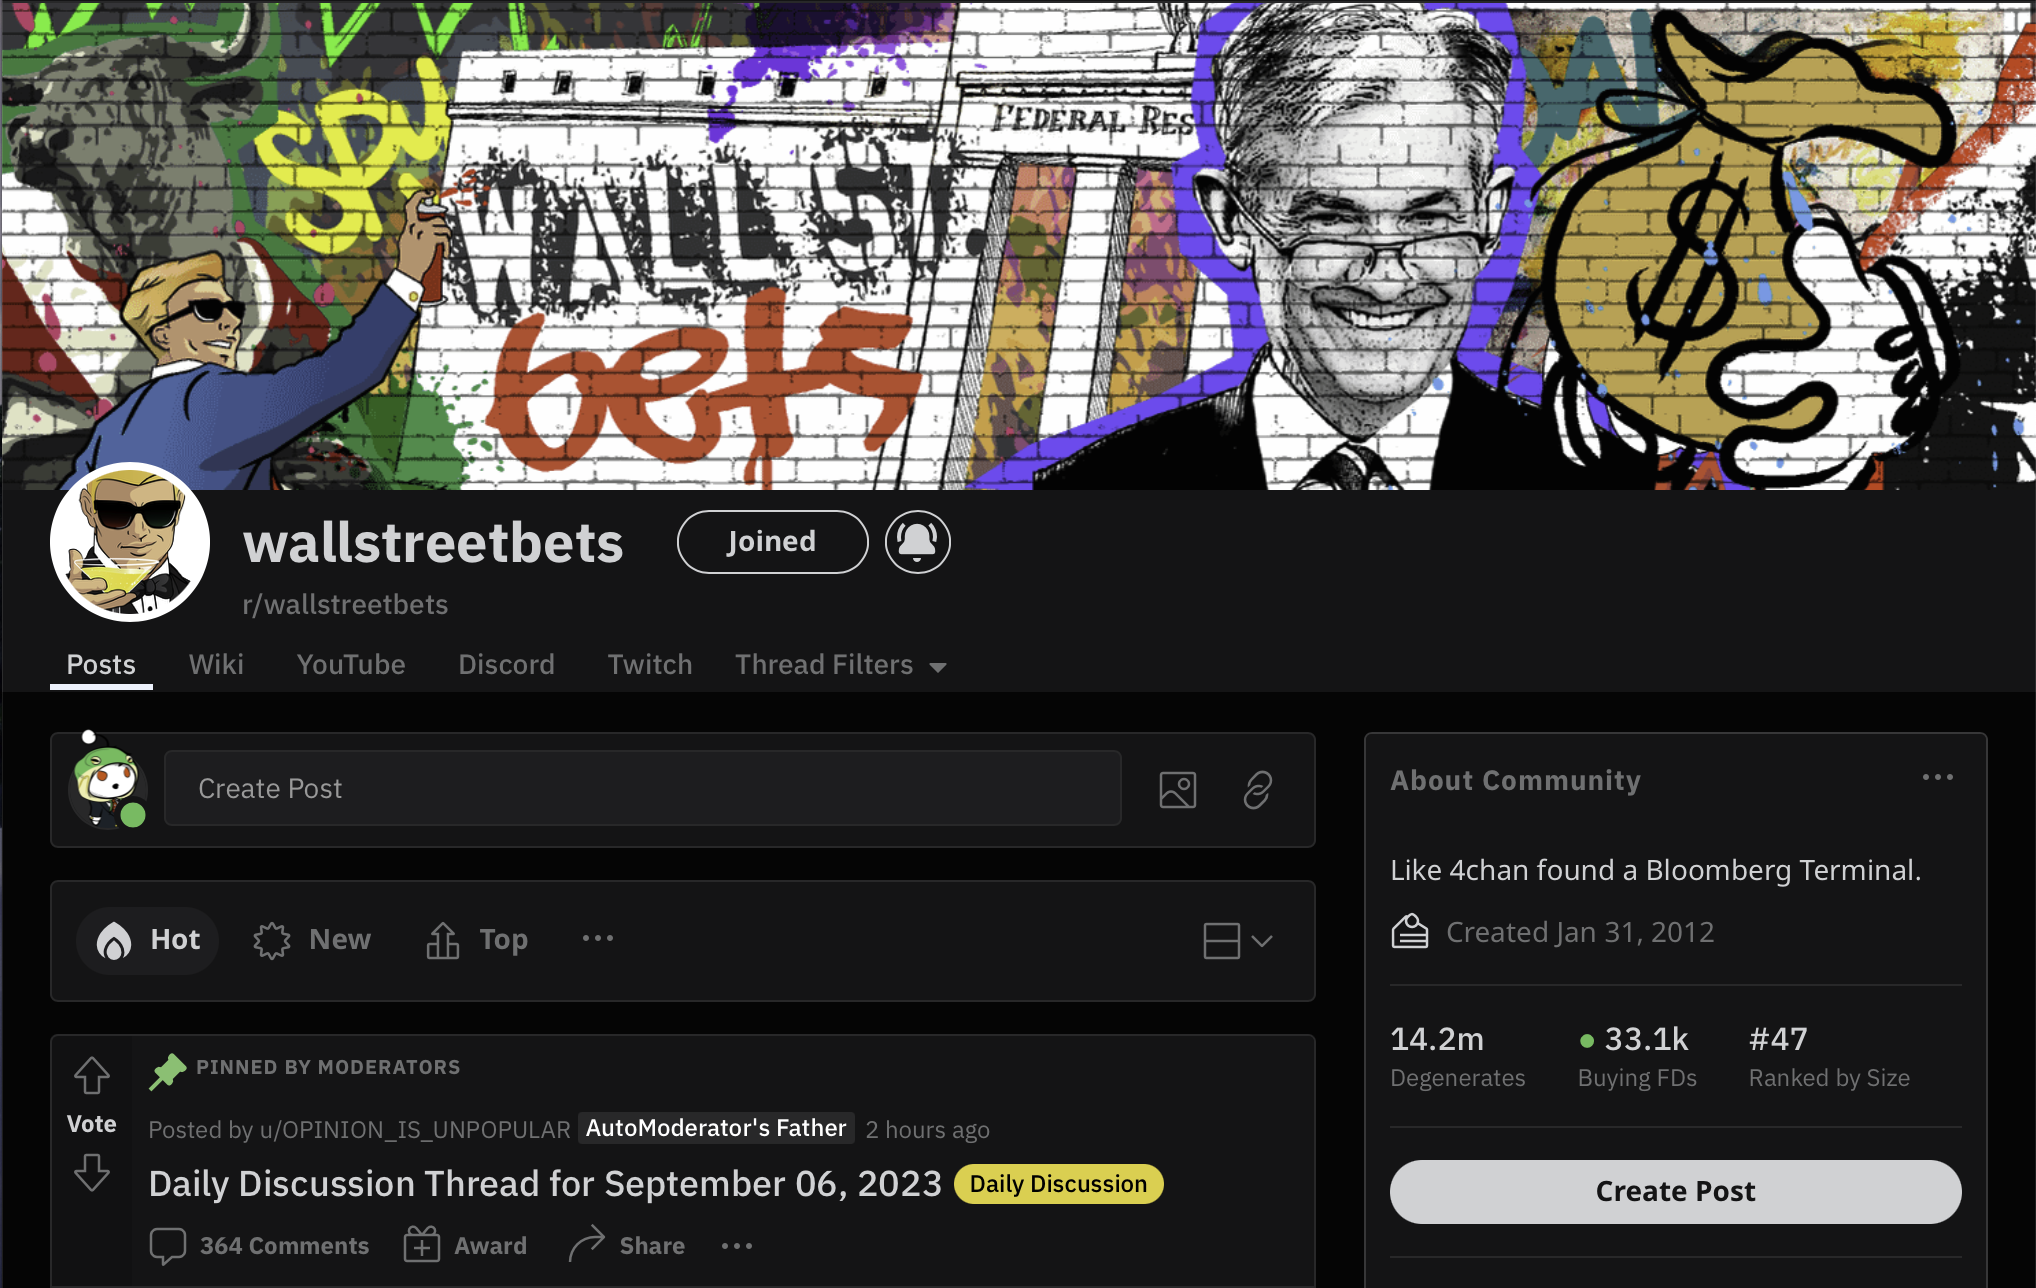 SPY
WALL ST.
bets
FEDERAL RES
$
wallstreetbets
Joined
r/wallstreetbets
Posts
Wiki
YouTube
Discord
Twitch
Thread Filters
Create Post
Hot
New
Top
PINNED BY MODERATORS
Vote
Posted by u/OPINION_IS_UNPOPULAR AutoModerator's Father 2 hours ago
Daily Discussion Thread for September 06, 2023 Daily Discussion
364 Comments
Award
Share
About Community
Like 4chan found a Bloomberg Terminal.
Created Jan 31, 2012
14.2m
Degenerates
33.1k
Buying FDs
#47
Ranked by Size
Create Post